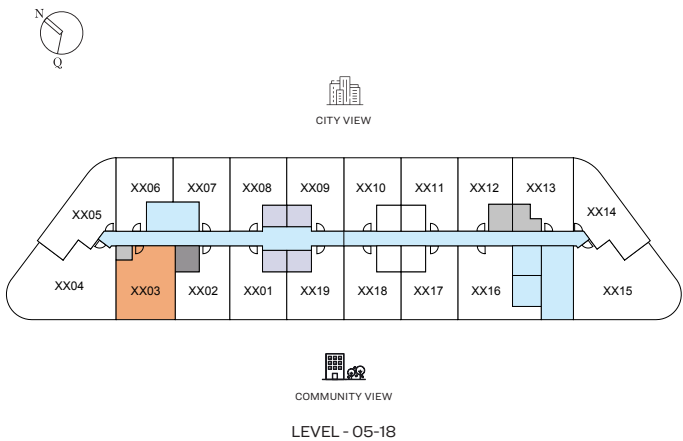 N
Q
CITY VIEW
XX06 XX07 XX08 XX09 XX10 XX11 XX12 XX13
XX05 XX14
XX04 XX03 XX02 XX01 XX19 XX18 XX17 XX16 XX15
COMMUNITY VIEW
LEVEL - 05-18